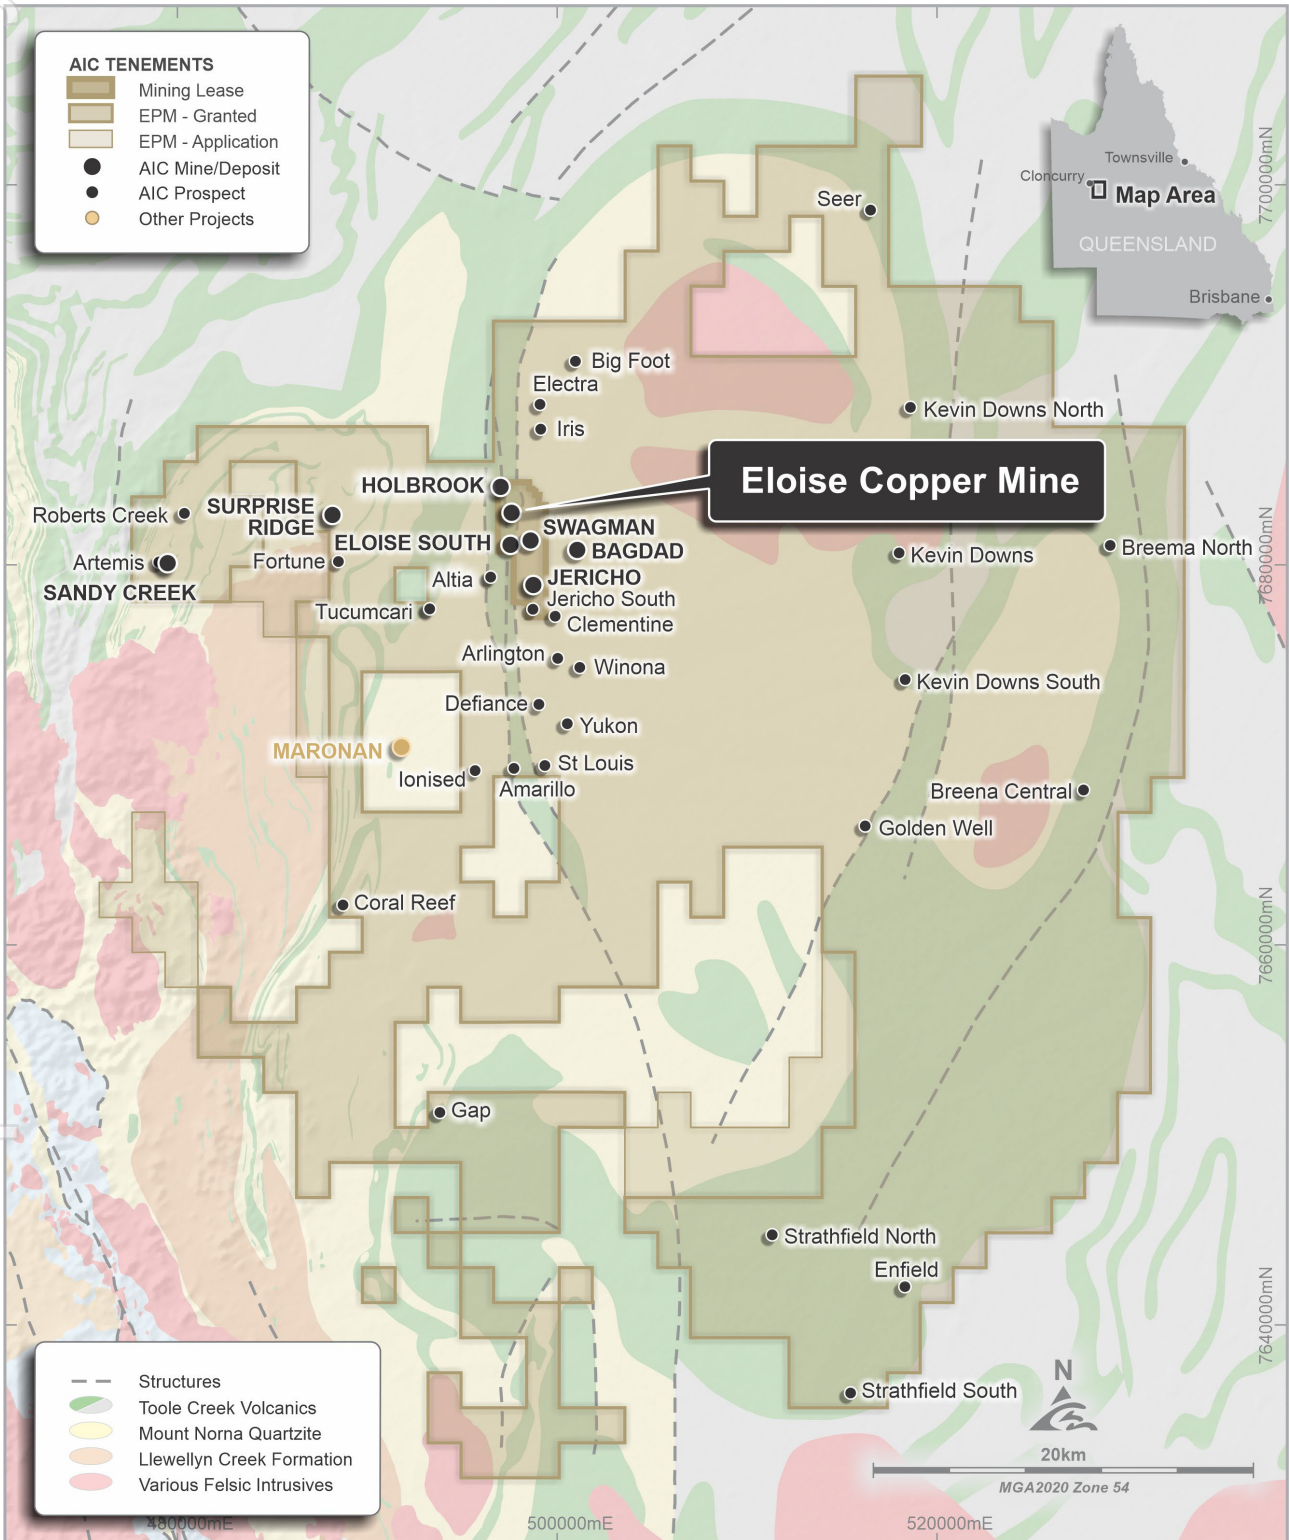 AIC TENEMENTS
Mining Lease
EPM - Granted
EPM - Application
AIC Mine/Deposit
AIC Prospect
Other Projects
Townsville
Cloncurry
Map Area
QUEENSLAND
Brisbane
7700000mN
Seer
Big Foot
Electra
Kevin Downs North
Iris
Eloise Copper Mine
HOLBROOK
SURPRISE
RIDGE
Roberts Creek
SWAGMAN
ELOISE SOUTH
BAGDAD
Kevin Downs
Breema North
7680000mN
Artemis
Fortune
SANDY CREEK
Altia
JERICHO
Jericho South
Tucumcari
Clementine
Arlington
Winona
Kevin Downs South
Defiance
Yukon
MARONAN
Ionised
St Louis
Amarillo
Breena Central
Golden Well
Coral Reef
7660000mN
Gap
Strathfield North
Enfield
7640000mN
Strathfield South
Structures
Toole Creek Volcanics
Mount Norna Quartzite
Llewellyn Creek Formation
Various Felsic Intrusives
N
20km
MGA2020 Zone 54
480000mE
500000mE
520000mE